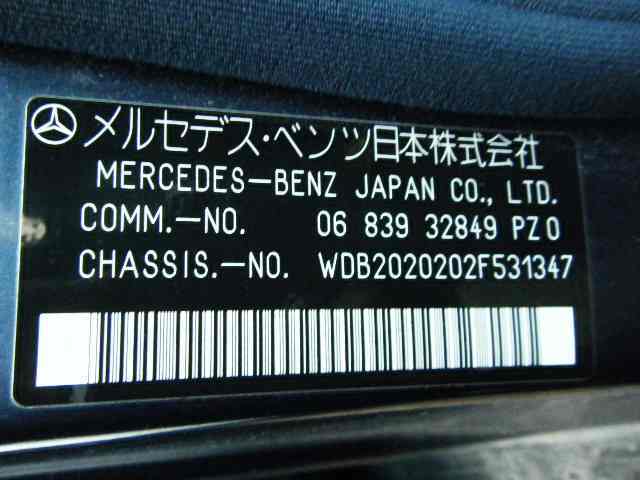 メルセデス・ベンツ日本株式会社
MERCEDES-BENZ JAPAN CO., LTD.
COMM.-NO. 06 839 32849 PZ0
CHASSIS.-NO. WDB2020202F531347